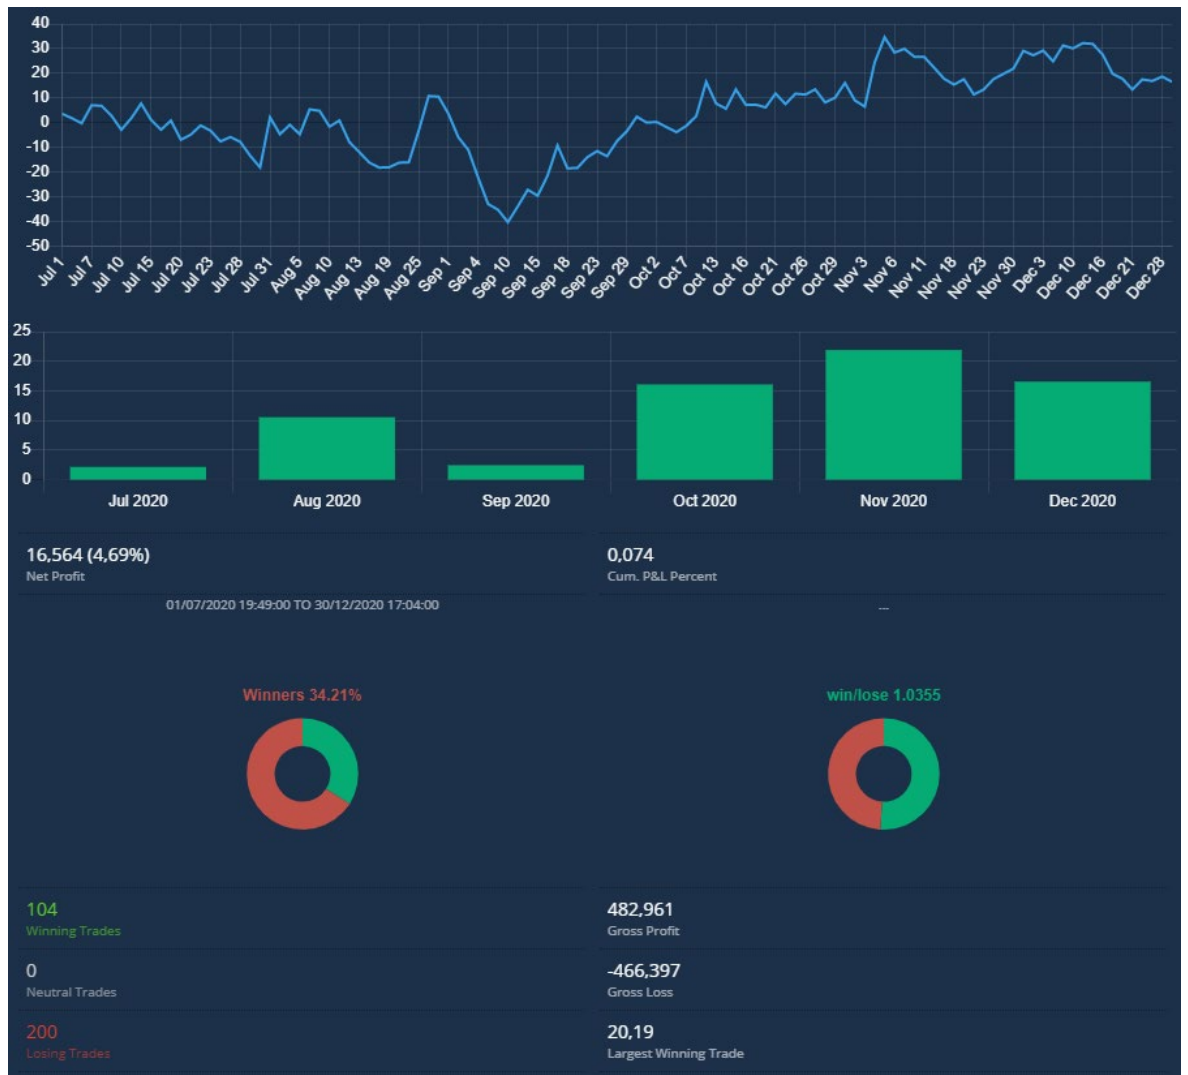 40
30
20
10
0
-10
-20
-30
-40
-50
Jul 1 Jul 7 Jul 10 Jul 15 Jul 20 Jul 23 Jul 28 Jul 31 Aug 5 Aug 10 Aug 13 Aug 19 Aug 25 Sep 1 Sep 4 Sep 10 Sep 15 Sep 18 Sep 23 Sep 29 Oct 2 Oct 7 Oct 13 Oct 16 Oct 21 Oct 26 Oct 29 Nov 3 Nov 6 Nov 11 Nov 18 Nov 23 Nov 30 Dec 3 Dec 10 Dec 16 Dec 21 Dec 28
25
20
15
10
5
0
Jul 2020 Aug 2020 Sep 2020 Oct 2020 Nov 2020 Dec 2020
16,564 (4,69%)
Net Profit
0,074
Cum. P&L Percent
01/07/2020 19:49:00 TO 30/12/2020 17:04:00
---
Winners 34.21%
win/lose 1.0355
104
Winning Trades
482,961
Gross Profit
0
Neutral Trades
-466,397
Gross Loss
200
Losing Trades
20,19
Largest Winning Trade